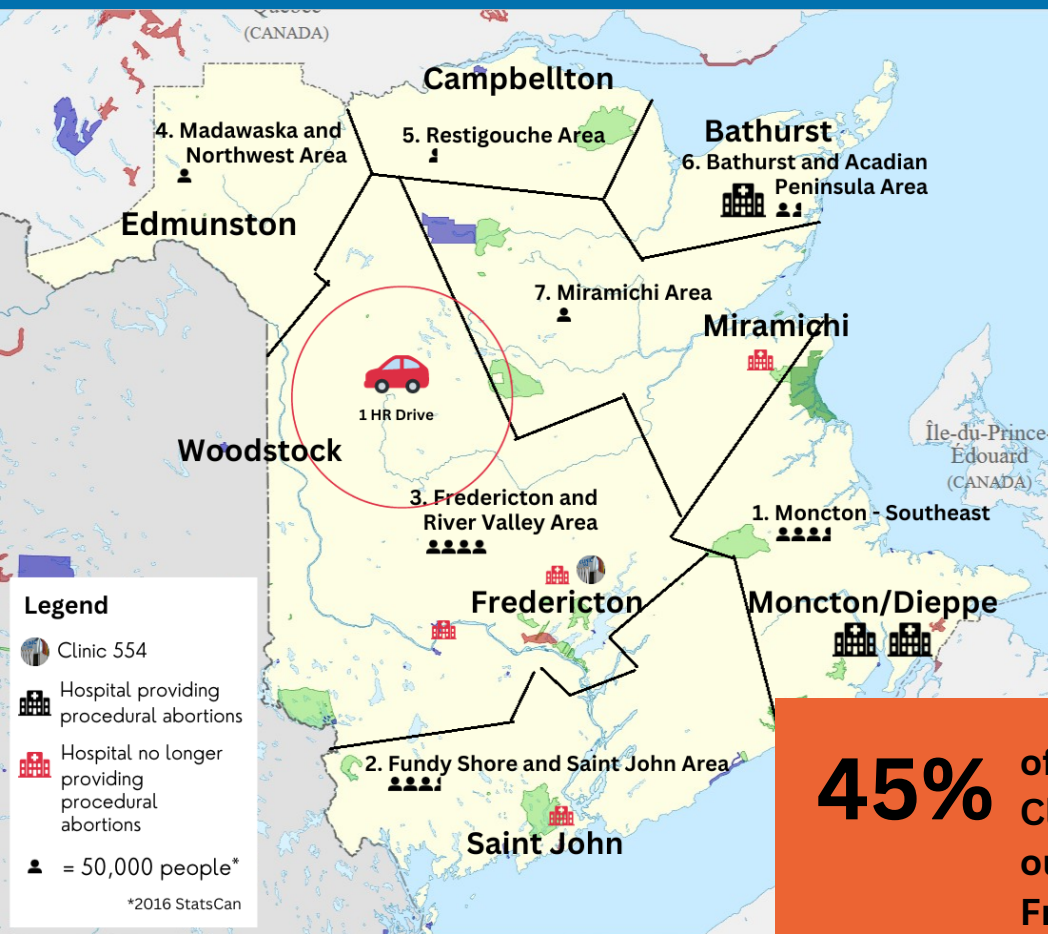 (CANADA)
Campbellton
4. Madawaska and
Northwest Area
5. Restigouche Area
Bathurst
6. Bathurst and Acadian
Peninsula Area
Edmunston
7. Miramichi Area
Miramichi
1 HR Drive
Woodstock
Île-du-Prince-
Édouard
(CANADA)
3. Fredericton and
River Valley Area
1. Moncton - Southeast
Fredericton
Moncton/Dieppe
Legend
Clinic 554
Hospital providing
procedural abortions
Hospital no longer
providing
procedural
abortions
= 50,000 people*
*2016 StatsCan
2. Fundy Shore and Saint John Area
Saint John
45%